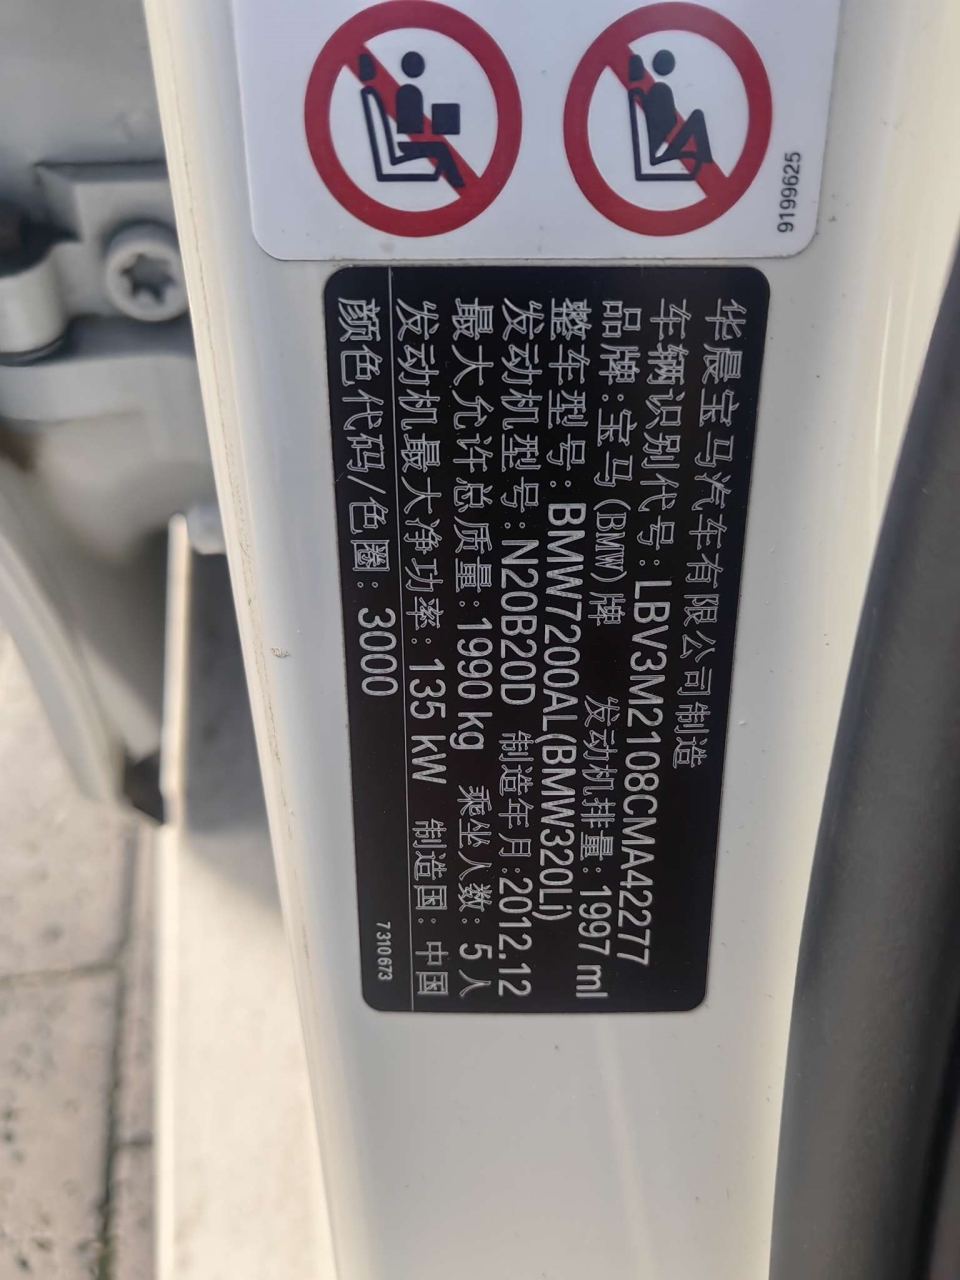 9199625
华晨宝马汽车有限公司制造
车辆识别代号：LBV3M2108CMA42277
品牌：宝马(BMW)牌 发动机排量：1997 ml
整车型号：BMW7200AL(BMW320Li)
发动机型号：N20B20D 制造年月：2012.12
最大允许总质量：1990 kg 乘坐人数：5 人
发动机最大净功率：135 kW 制造国：中国
颜色代码/色圈：3000
7310673